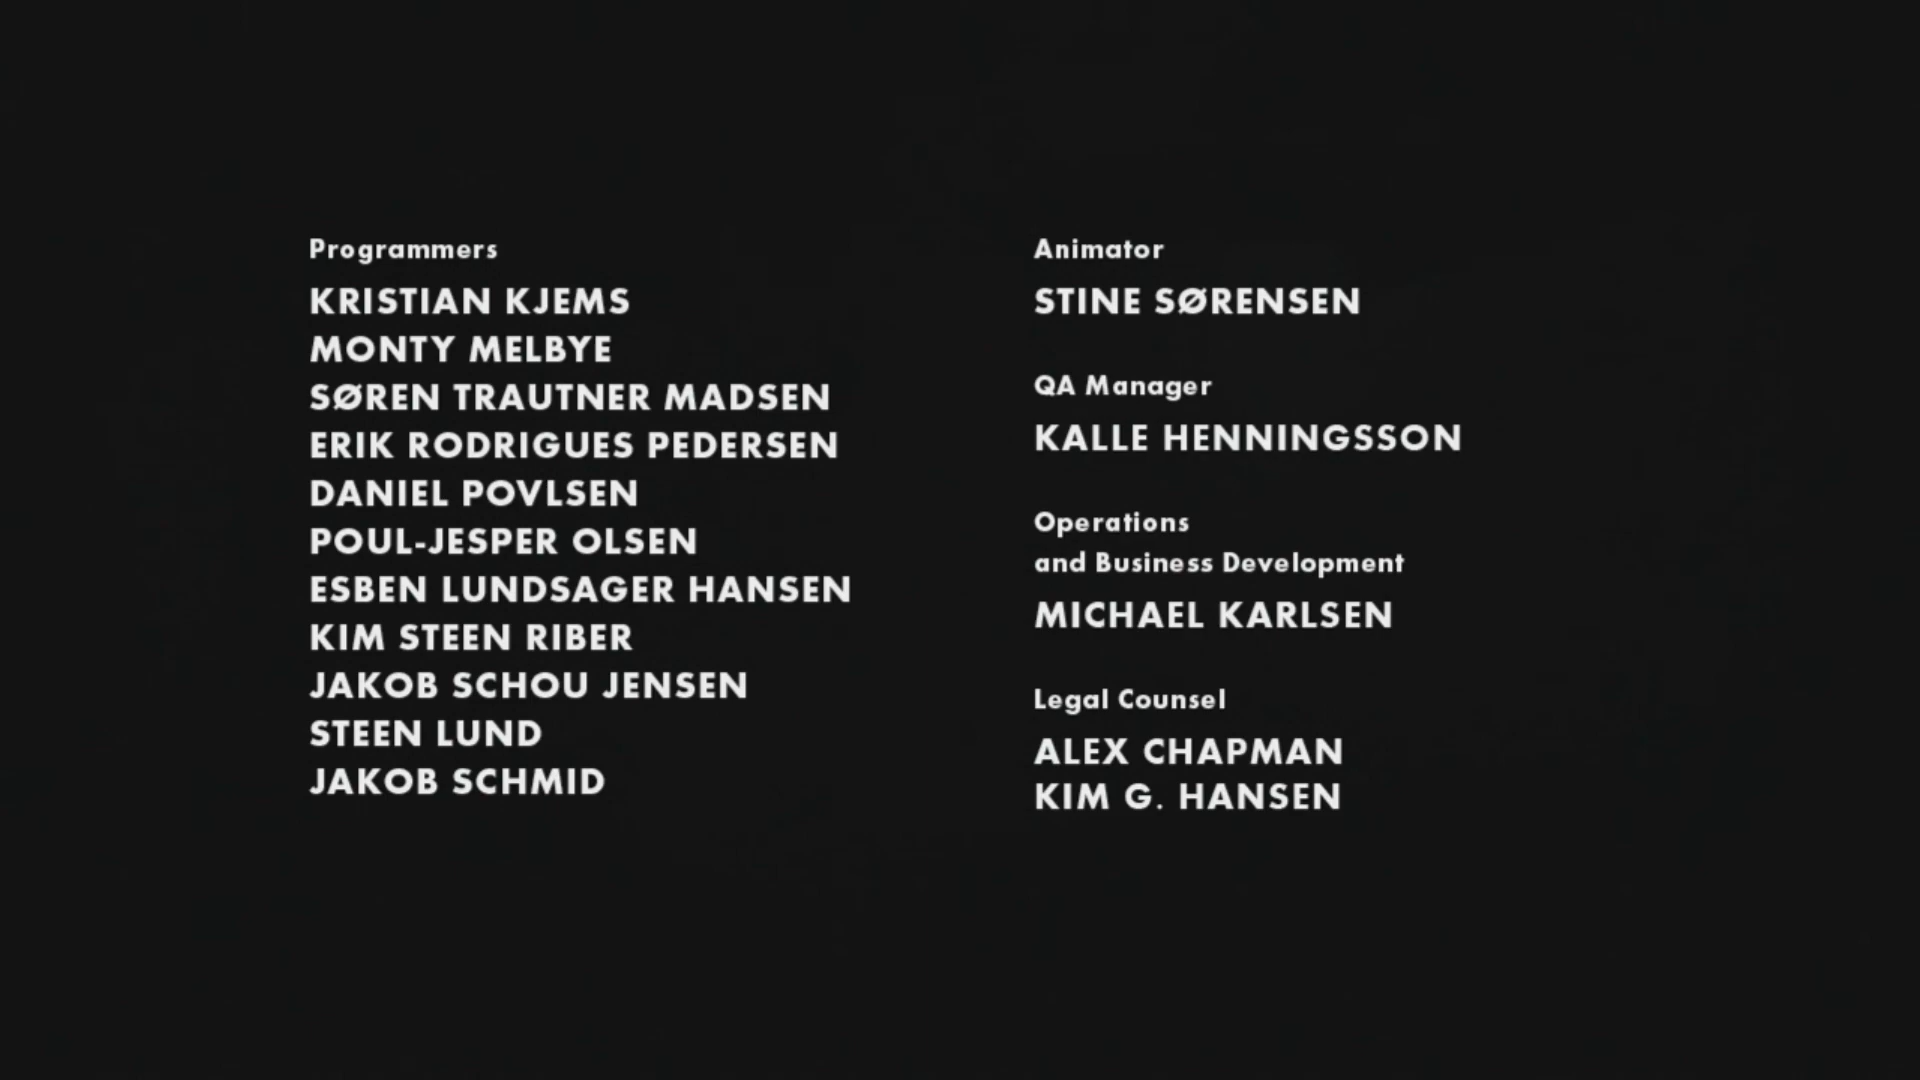 Programmers
KRISTIAN KJEMS
MONTY MELBYE
SØREN TRAUTNER MADSEN
ERIK RODRIGUES PEDERSEN
DANIEL POVLSEN
POUL-JESPER OLSEN
ESBEN LUNDSAGER HANSEN
KIM STEEN RIBER
JAKOB SCHOU JENSEN
STEEN LUND
JAKOB SCHMID
Animator
STINE SØRENSEN
QA Manager
KALLE HENNINGSSON
Operations
and Business Development
MICHAEL KARLSEN
Legal Counsel
ALEX CHAPMAN
KIM G. HANSEN